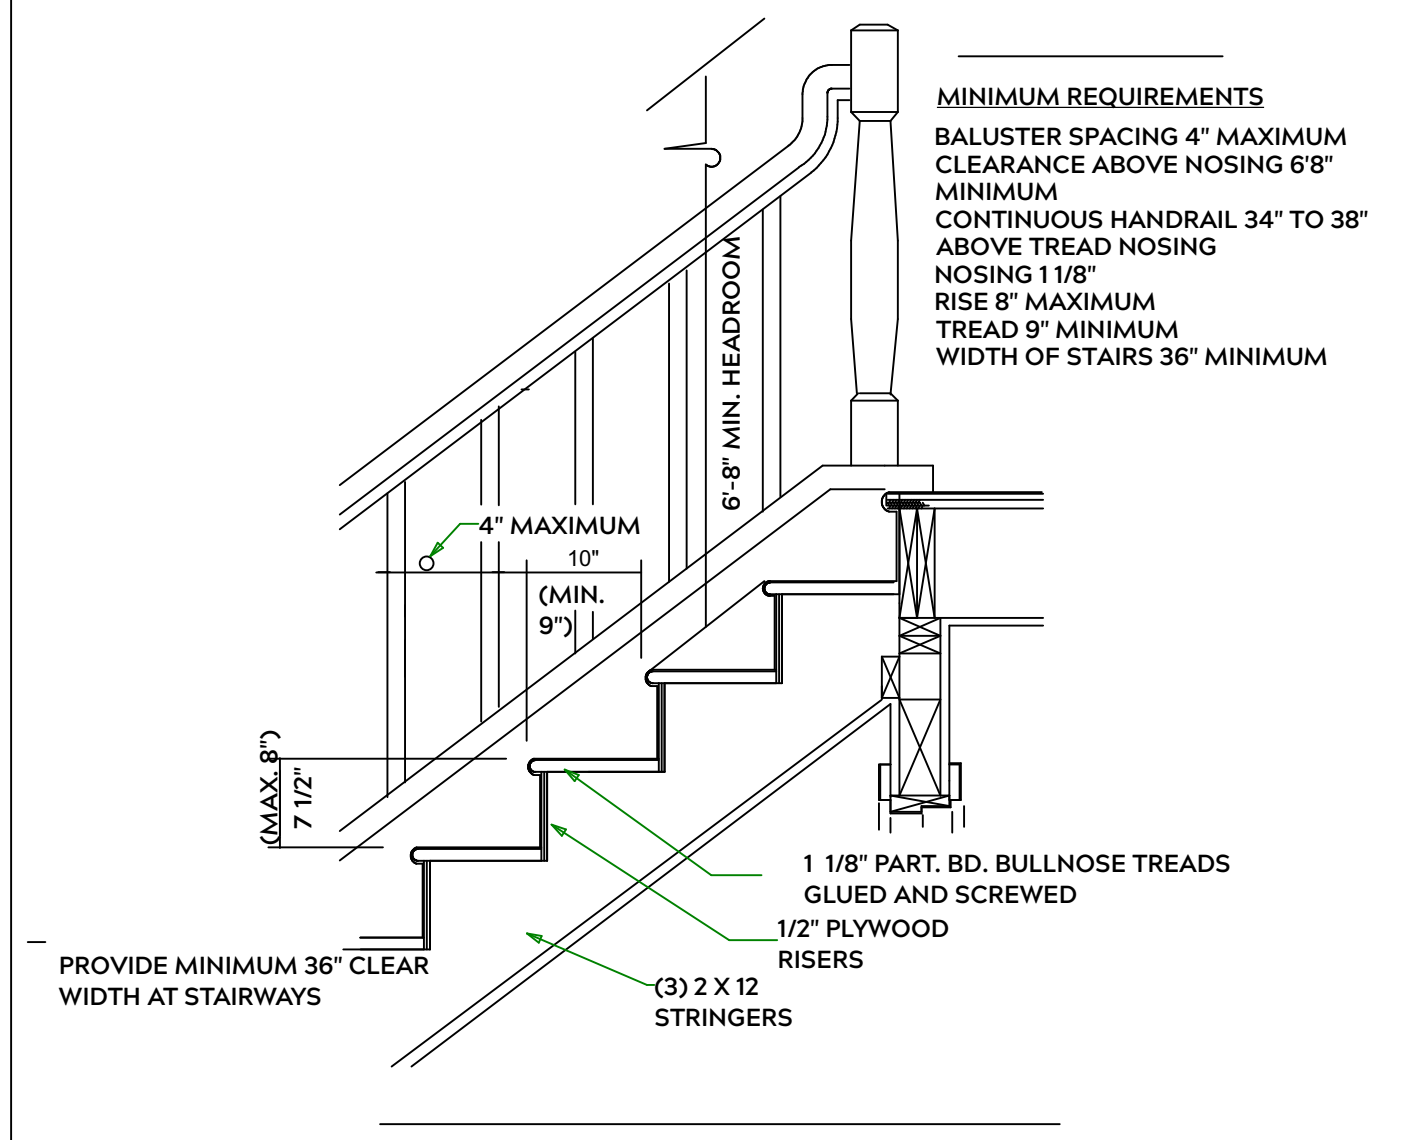 MINIMUM REQUIREMENTS
BALUSTER SPACING 4" MAXIMUM
CLEARANCE ABOVE NOSING 6'8"
MINIMUM
CONTINUOUS HANDRAIL 34" TO 38"
ABOVE TREAD NOSING
NOSING 1 1/8"
RISE 8" MAXIMUM
TREAD 9" MINIMUM
WIDTH OF STAIRS 36" MINIMUM
6'-8" MIN. HEADROOM
4" MAXIMUM
10"
(MIN.
9")
(MAX. 8")
7 1/2"
1 1/8" PART. BD. BULLNOSE TREADS
GLUED AND SCREWED
1/2" PLYWOOD
RISERS
(3) 2 X 12
STRINGERS
PROVIDE MINIMUM 36" CLEAR
WIDTH AT STAIRWAYS